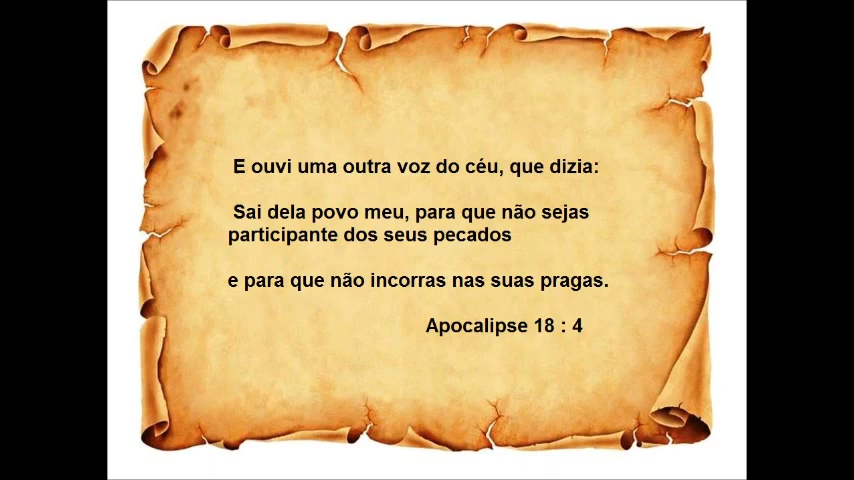 E ouvi uma outra voz do céu, que dizia:
Sai dela povo meu, para que não sejas
participante dos seus pecados
e para que não incorras nas suas pragas.
Apocalipse 18 : 4